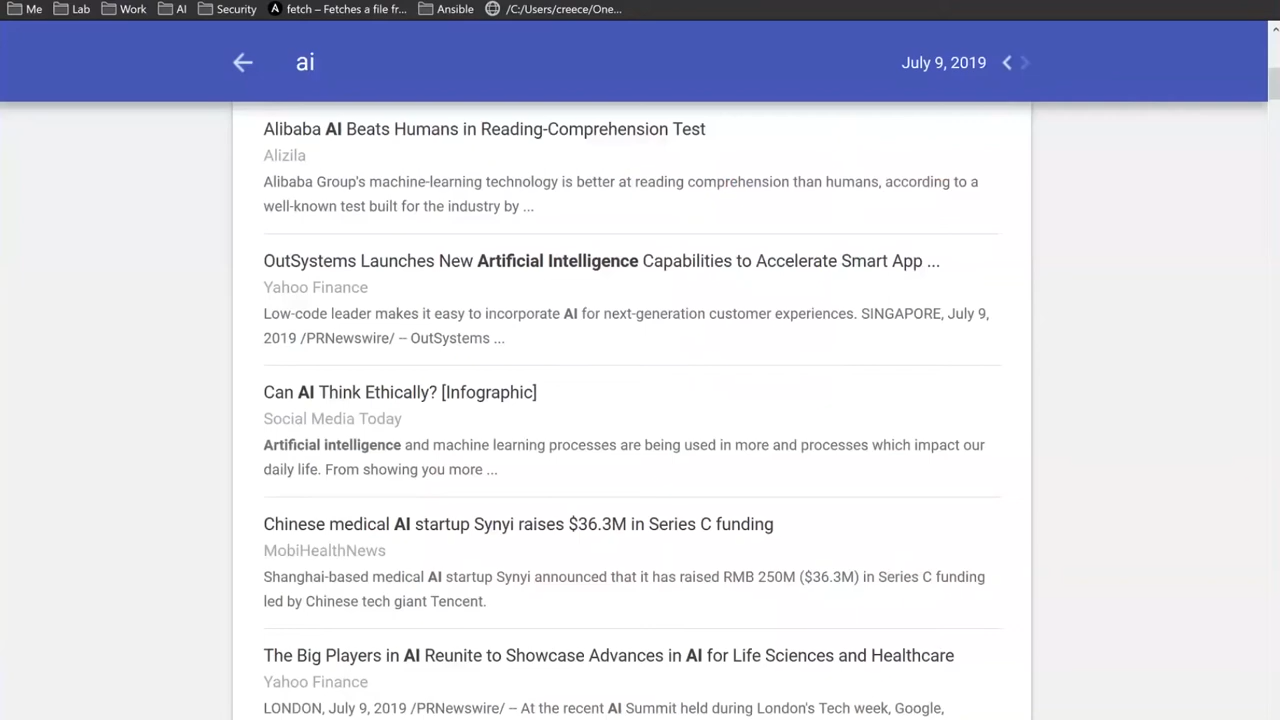 Me Lab Work AI Security fetch – Fetches a file fr... Ansible /C:/Users/creece/One...
ai July 9, 2019
Alibaba AI Beats Humans in Reading-Comprehension Test
Alizila
Alibaba Group's machine-learning technology is better at reading comprehension than humans, according to a
well-known test built for the industry by ...
OutSystems Launches New Artificial Intelligence Capabilities to Accelerate Smart App ...
Yahoo Finance
Low-code leader makes it easy to incorporate AI for next-generation customer experiences. SINGAPORE, July 9,
2019 /PRNewswire/ -- OutSystems ...
Can AI Think Ethically? [Infographic]
Social Media Today
Artificial intelligence and machine learning processes are being used in more and processes which impact our
daily life. From showing you more ...
Chinese medical AI startup Synyi raises $36.3M in Series C funding
MobiHealthNews
Shanghai-based medical AI startup Synyi announced that it has raised RMB 250M ($36.3M) in Series C funding
led by Chinese tech giant Tencent.
The Big Players in AI Reunite to Showcase Advances in AI for Life Sciences and Healthcare
Yahoo Finance
LONDON, July 9, 2019 /PRNewswire/ -- At the recent AI Summit held during London's Tech week, Google,